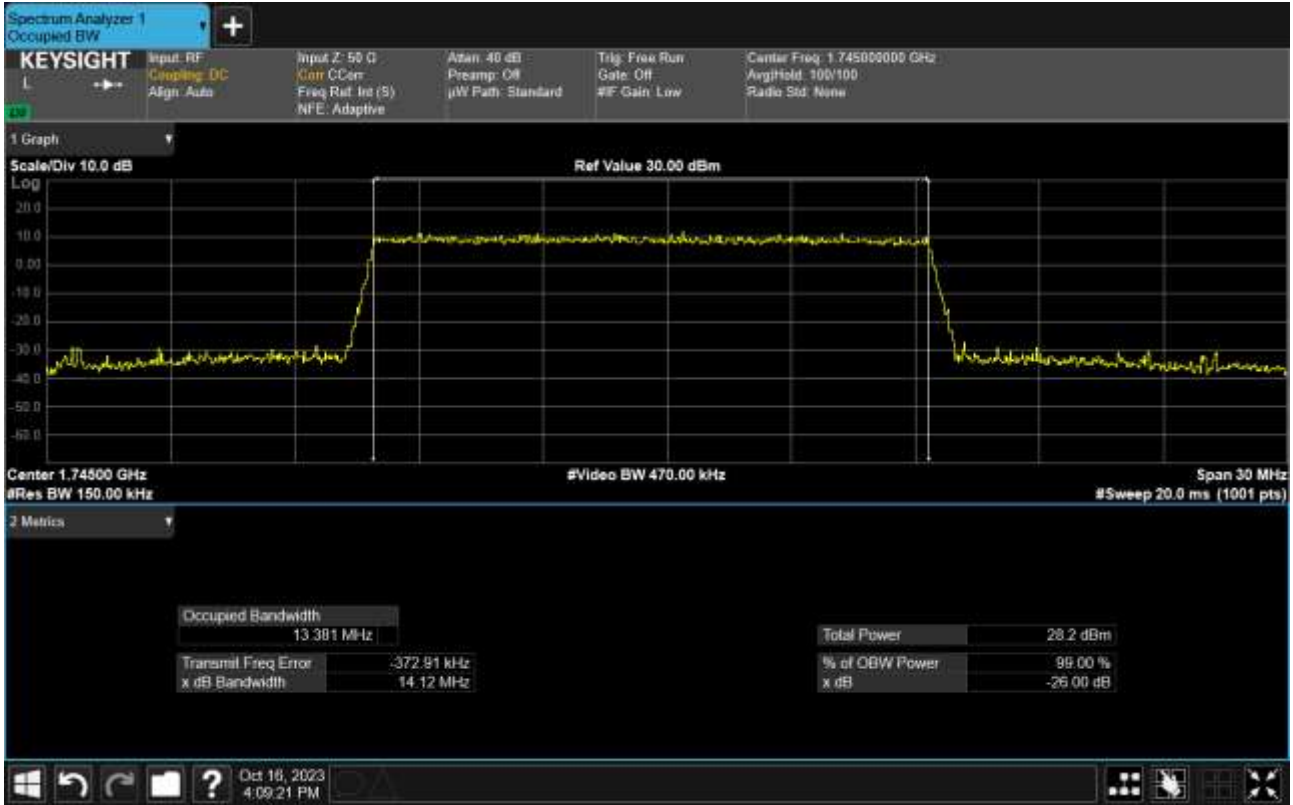 Spectrum Analyzer 1
Occupied BW
KEYSIGHT
L
Input: RF
Coupling: DC
Align: Auto
Input Z: 50 Ω
Corr CCorr
Freq Ref: Int (S)
NFE: Adaptive
Atten: 40 dB
Preamp: Off
µW Path: Standard
Trig: Free Run
Gate: Off
#IF Gain: Low
Center Freq: 1.745000000 GHz
Avg|Hold: 100/100
Radio Std: None
1 Graph
Scale/Div 10.0 dB
Ref Value 30.00 dBm
Log
20.0
10.0
0.00
-10.0
-20.0
-30.0
-40.0
-50.0
-60.0
Center 1.74500 GHz
#Video BW 470.00 kHz
Span 30 MHz
#Res BW 150.00 kHz
#Sweep 20.0 ms (1001 pts)
2 Metrics
Occupied Bandwidth
13.381 MHz
Total Power 28.2 dBm
Transmit Freq Error -372.91 kHz
% of OBW Power 99.00 %
x dB Bandwidth 14.12 MHz
x dB -26.00 dB
?
Oct 16, 2023
4:09:21 PM